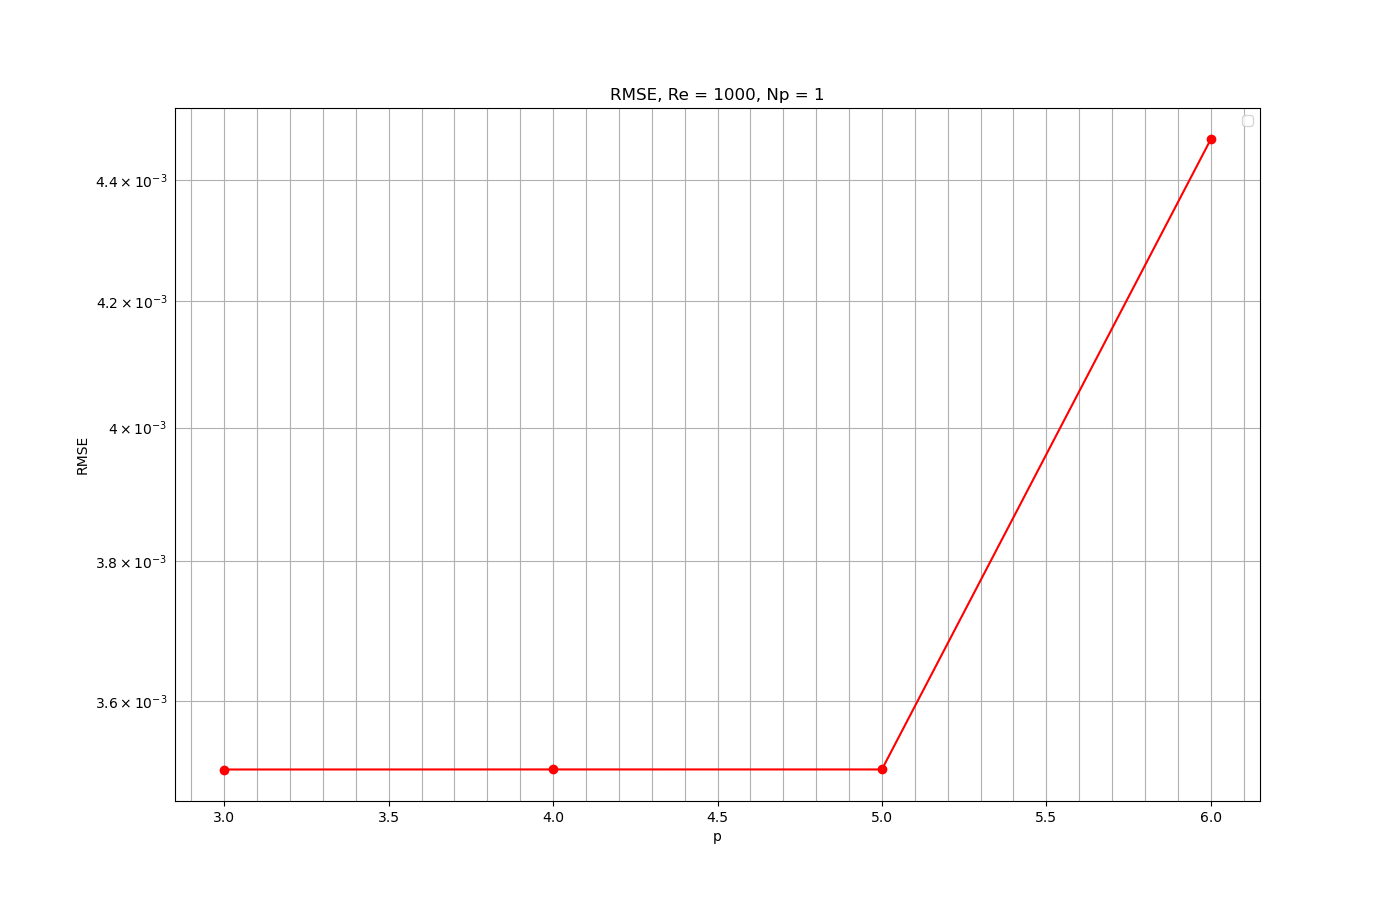 RMSE, Re = 1000, Np = 1
4.4 × 10⁻³
4.2 × 10⁻³
4 × 10⁻³
3.8 × 10⁻³
3.6 × 10⁻³
RMSE
3.0 3.5 4.0 4.5 5.0 5.5 6.0
p